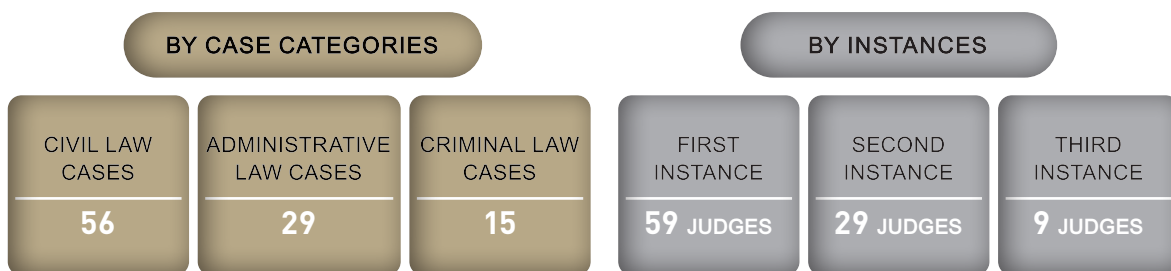 BY CASE CATEGORIES
CIVIL LAW
CASES
56
ADMINISTRATIVE
LAW CASES
29
CRIMINAL LAW
CASES
15
BY INSTANCES
FIRST
INSTANCE
59 JUDGES
SECOND
INSTANCE
29 JUDGES
THIRD
INSTANCE
9 JUDGES